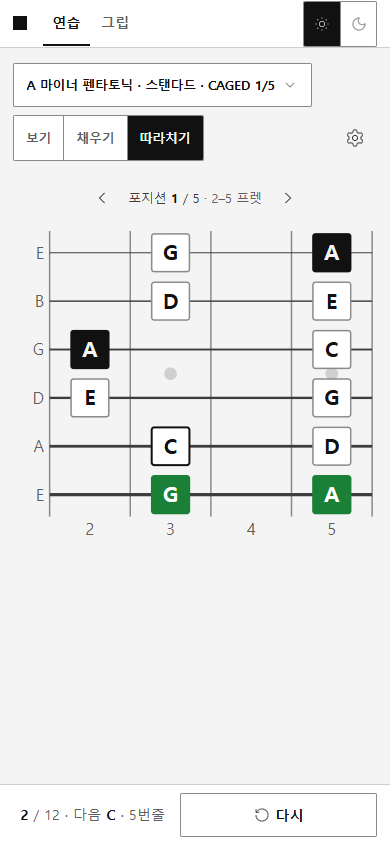 연습 그립
A 마이너 펜타토닉 · 스탠다드 · CAGED 1/5
보기 채우기 따라치기
포지션 1 / 5 · 2–5 프렛
E G A
B D E
G A C
D E G
A C D
E G A
2 3 4 5
2 / 12 · 다음 C · 5번줄 다시